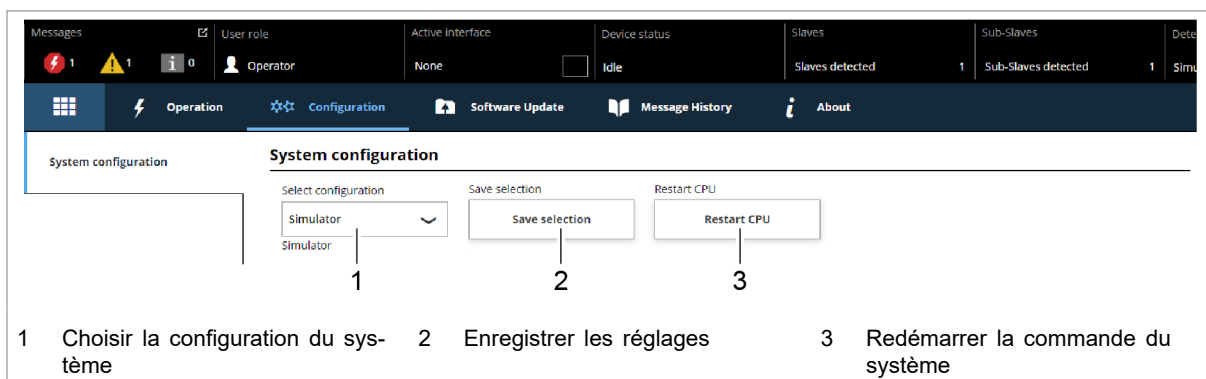 Messages User role Active interface Device status Slaves Sub-Slaves Dete
1 1 i 0 Operator None Idle Slaves detected 1 Sub-Slaves detected 1 Simu
Operation Configuration Software Update Message History i About
System configuration System configuration
Select configuration Save selection Restart CPU
Simulator Save selection Restart CPU
Simulator
1 2 3
1 Choisir la configuration du sys- 2 Enregistrer les réglages 3 Redémarrer la commande du
tème système